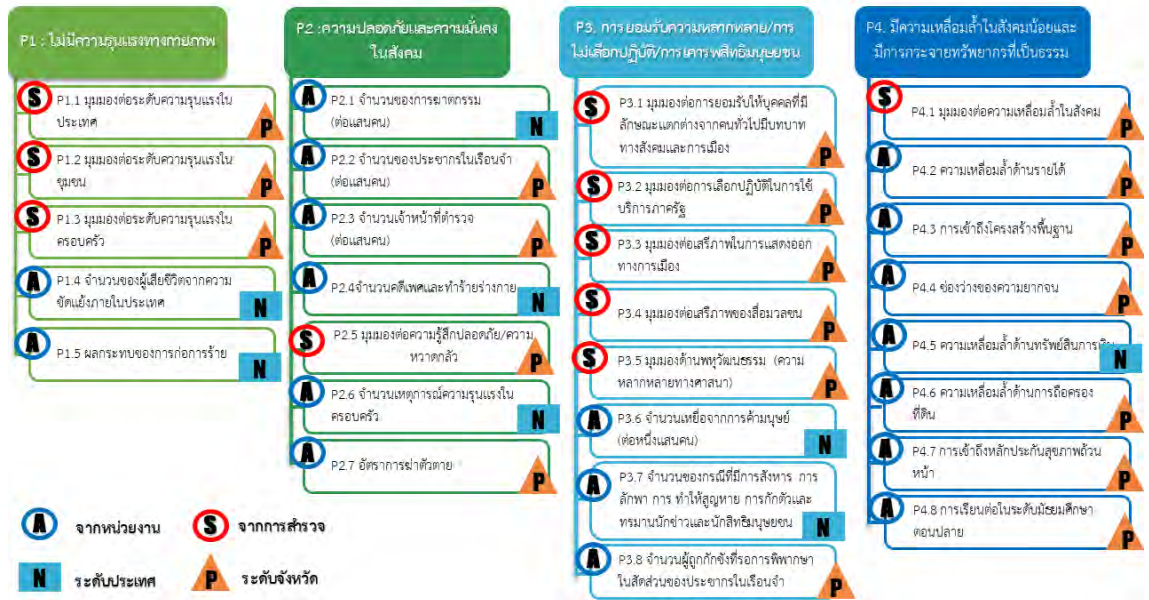 P1 : ไม่มีความรุนแรงทางกายภาพ
S
P1.1 มุมมองต่อระดับความรุนแรงใน
ประเทศ
P
S
P1.2 มุมมองต่อระดับความรุนแรงใน
ชุมชน
P
S
P1.3 มุมมองต่อระดับความรุนแรงใน
ครอบครัว
P
A
P1.4 จำนวนของผู้เสียชีวิตจากความ
ขัดแย้งภายในประเทศ
N
A
P1.5 ผลกระทบของการก่อการร้าย
N
P2 :ความปลอดภัยและความมั่นคง
ในสังคม
A
P2.1 จำนวนของการฆาตกรรม
(ต่อแสนคน)
N
A
P2.2 จำนวนของประชากรในเรือนจำ
(ต่อแสนคน)
P
A
P2.3 จำนวนเจ้าหน้าที่ตำรวจ
(ต่อแสนคน)
P
A
P2.4จำนวนคดีเพศและทำร้ายร่างกาย
N
S
P2.5 มุมมองต่อความรู้สึกปลอดภัย/ความ
หวาดกลัว
P
A
P2.6 จำนวนเหตุการณ์ความรุนแรงใน
ครอบครัว
N
A
P2.7 อัตราการฆ่าตัวตาย
P
P3. การยอมรับความหลากหลาย/การ
ไม่เลือกปฏิบัติ/การเคารพสิทธิมนุษยชน
S
P3.1 มุมมองต่อการยอมรับให้บุคคลที่มี
ลักษณะแตกต่างจากคนทั่วไปมีบทบาท
ทางสังคมและการเมือง
P
S
P3.2 มุมมองต่อการเลือกปฏิบัติในการใช้
บริการภาครัฐ
P
S
P3.3 มุมมองต่อเสรีภาพในการแสดงออก
ทางการเมือง
P
S
P3.4 มุมมองต่อเสรีภาพของสื่อมวลชน
P
S
P3.5 มุมมองด้านพหุวัฒนธรรม (ความ
หลากหลายทางศาสนา)
P
A
P3.6 จำนวนเหยื่อจากการค้ามนุษย์
(ต่อหนึ่งแสนคน)
N
A
P3.7 จำนวนของกรณีที่มีการสังหาร การ
ลักพา การ ทำให้สูญหาย การกักตัวและ
ทรมานนักข่าวและนักสิทธิมนุษยชน
N
A
P3.8 จำนวนผู้ถูกกักขังที่รอการพิพากษา
ในสัดส่วนของประชากรในเรือนจำ
P
P4. มีความเหลื่อมล้ำในสังคมน้อยและ
มีการกระจายทรัพยากรที่เป็นธรรม
S
P4.1 มุมมองต่อความเหลื่อมล้ำในสังคม
P
A
P4.2 ความเหลื่อมล้ำด้านรายได้
P
A
P4.3 การเข้าถึงโครงสร้างพื้นฐาน
P
A
P4.4 ช่องว่างของความยากจน
P
A
P4.5 ความเหลื่อมล้ำด้านทรัพย์สินการเงิน
N
A
P4.6 ความเหลื่อมล้ำด้านการถือครอง
ที่ดิน
P
A
P4.7 การเข้าถึงหลักประกันสุขภาพถ้วน
หน้า
P
A
P4.8 การเรียนต่อในระดับมัธยมศึกษา
ตอนปลาย
P
A จากหน่วยงาน S จากการสำรวจ
N ระดับประเทศ P ระดับจังหวัด